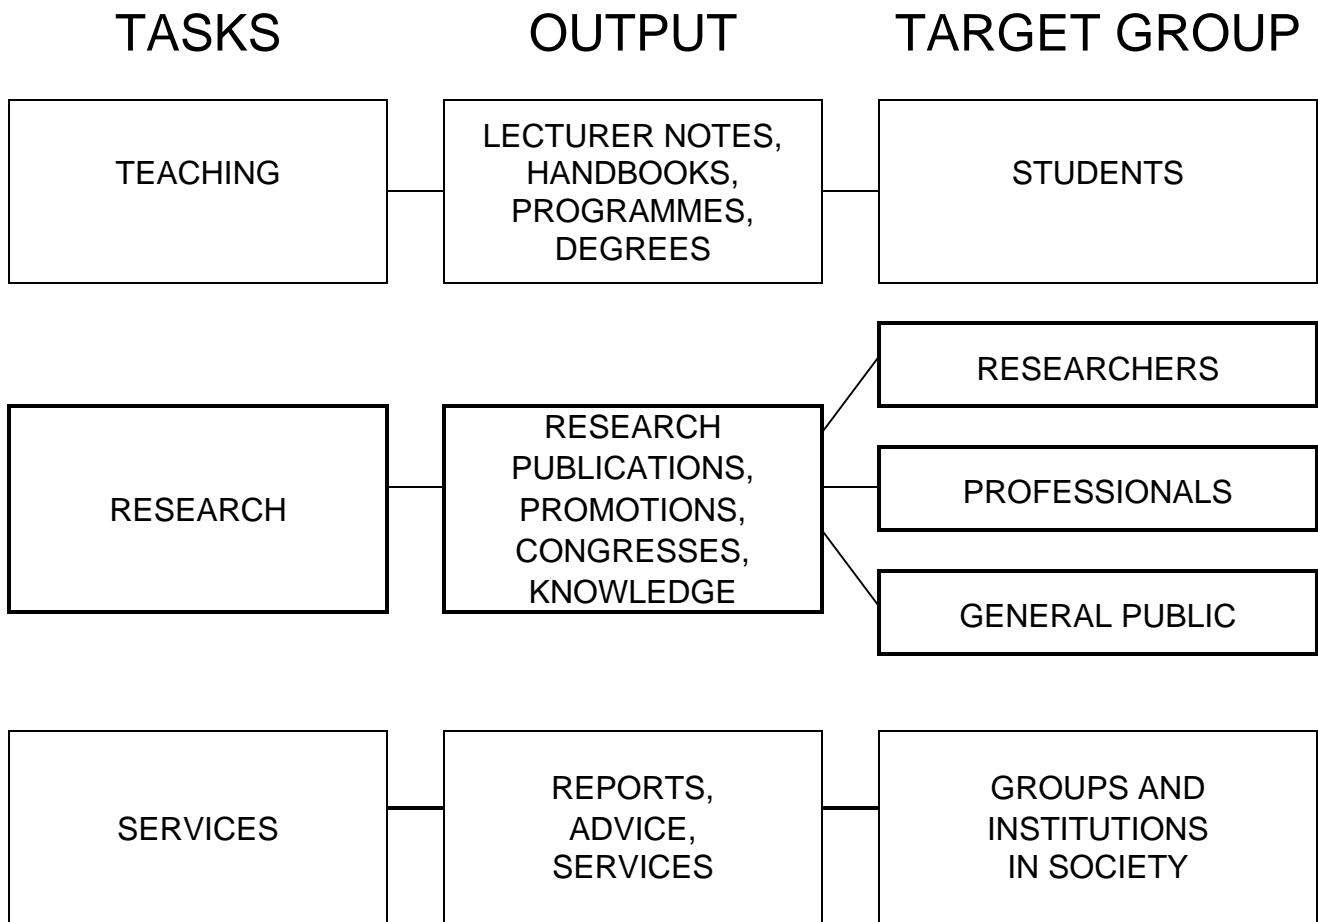 TASKS
OUTPUT
TARGET GROUP
TEACHING
LECTURER NOTES,
HANDBOOKS,
PROGRAMMES,
DEGREES
STUDENTS
RESEARCH
RESEARCH
PUBLICATIONS,
PROMOTIONS,
CONGRESSES,
KNOWLEDGE
RESEARCHERS
PROFESSIONALS
GENERAL PUBLIC
SERVICES
REPORTS,
ADVICE,
SERVICES
GROUPS AND
INSTITUTIONS
IN SOCIETY